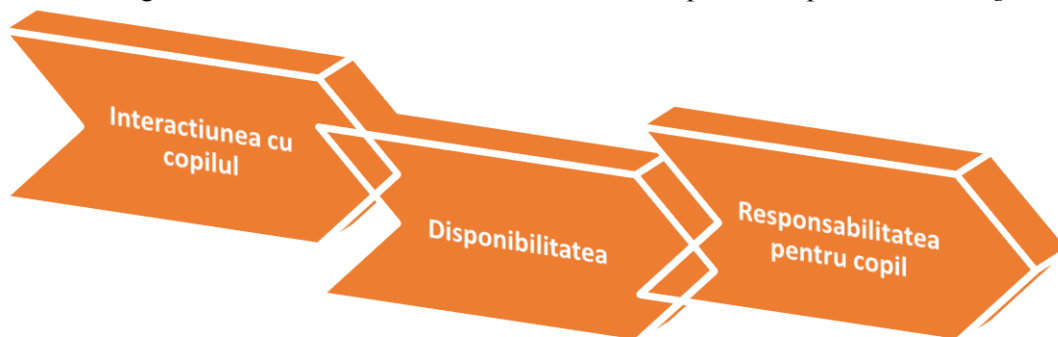 Interactiunea cu
copilul
Disponibilitatea
Responsabilitatea
pentru copil